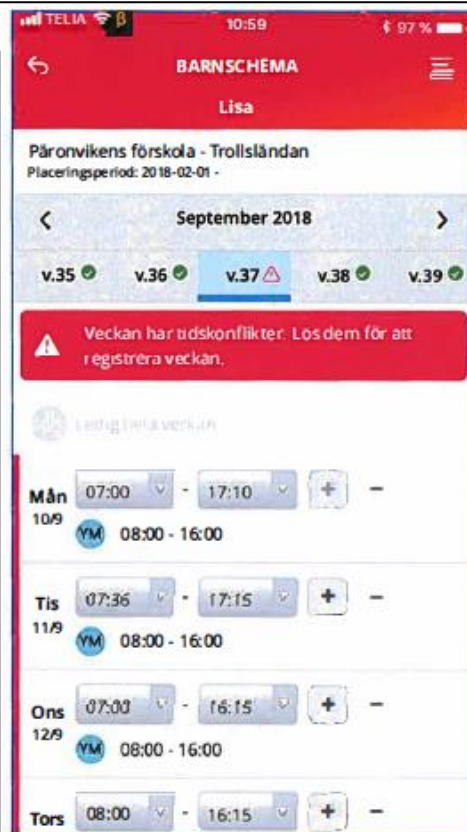 TELIA β 10:59 97 %
BARNSCHEMA
Lisa
Päronvikens förskola - Trollsländan
Placeringsperiod: 2018-02-01 -
September 2018
v.35 v.36 v.37 v.38 v.39
Veckan har tidskonflikter. Lös dem för att
registrera veckan.
Ledig hela veckan
Mån 07:00 - 17:10 + -
10/9 YM 08:00 - 16:00
Tis 07:36 - 17:15 + -
11/9 YM 08:00 - 16:00
Ons 07:00 - 16:15 + -
12/9 YM 08:00 - 16:00
Tors 08:00 - 16:15 + -